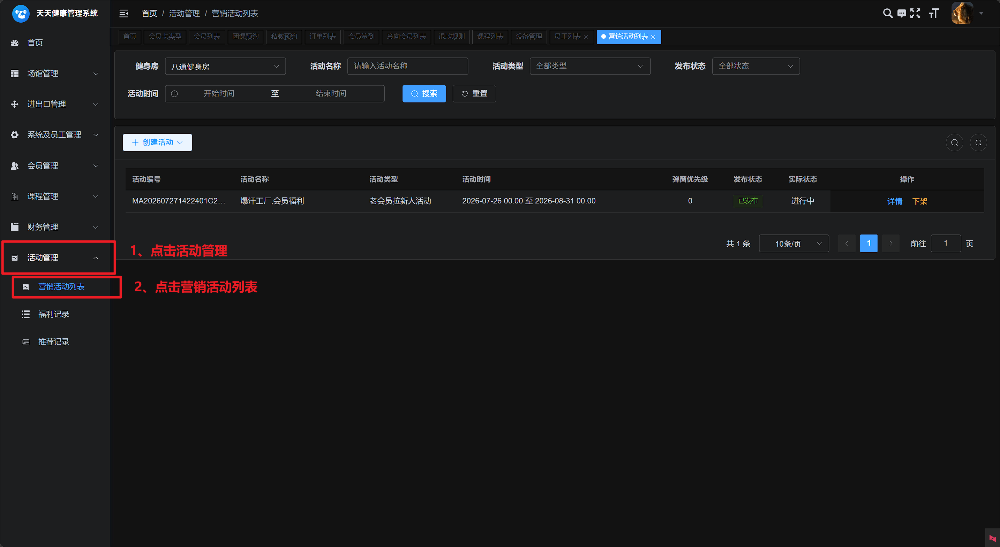 天天健康管理系统
首页 / 活动管理 / 营销活动列表
首页
会员卡类型
会员列表
团课预约
私教预约
订单列表
会员签到
意向会员列表
退款规则
课程列表
设备管理
员工列表
营销活动列表
首页
场馆管理
进出口管理
系统及员工管理
会员管理
课程管理
财务管理
活动管理
营销活动列表
福利记录
推荐记录
健身房 八通健身房 活动名称 请输入活动名称 活动类型 全部类型 发布状态 全部状态
活动时间 开始时间 至 结束时间 搜索 重置
创建活动
活动编号 活动名称 活动类型 活动时间 弹窗优先级 发布状态 实际状态 操作
MA202607271422401C2... 爆汗工厂,会员福利 老会员拉新人活动 2026-07-26 00:00 至 2026-08-31 00:00 0 已发布 进行中 详情 下架
共 1 条 10条/页 1 前往 1 页
1、点击活动管理
2、点击营销活动列表